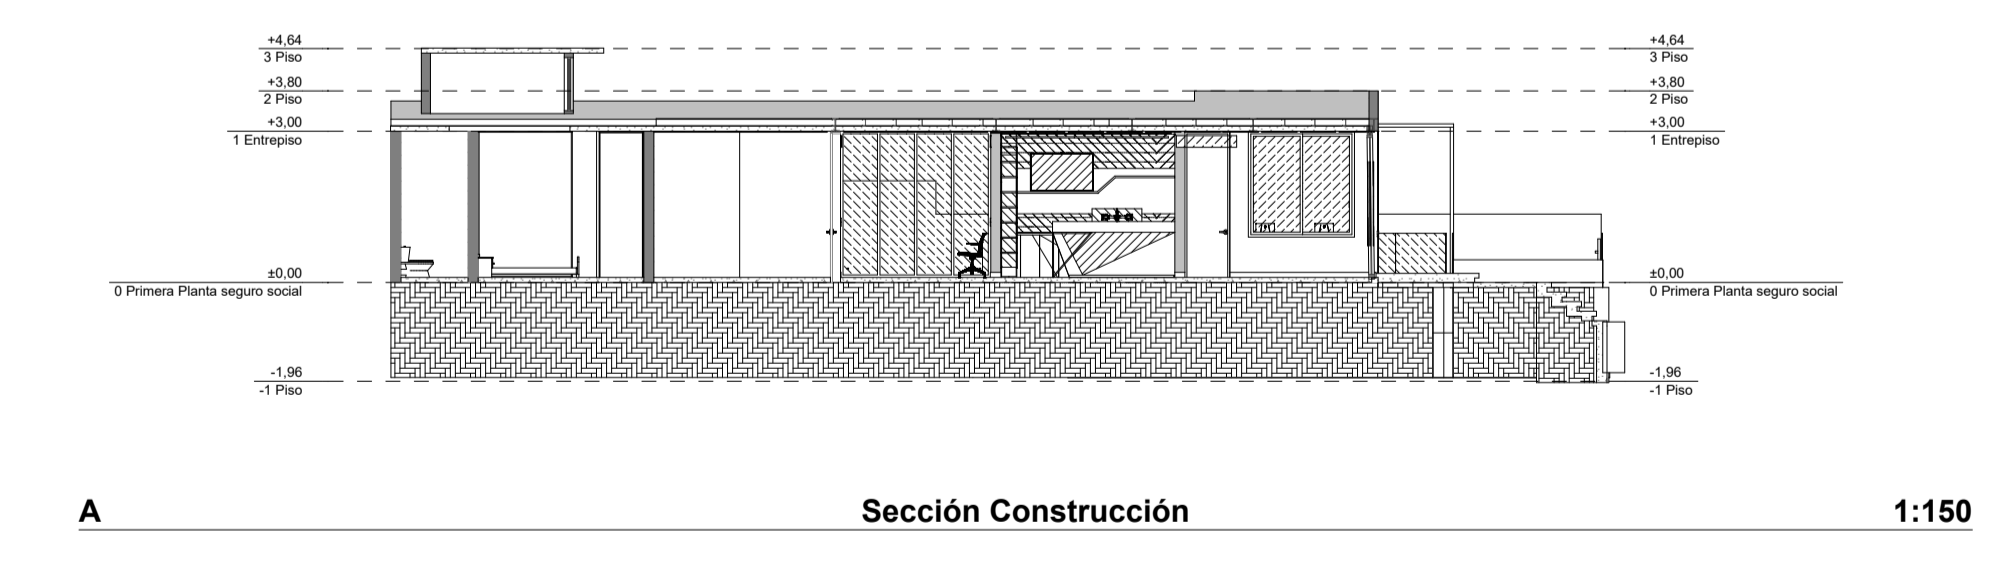 +4,64
3 Piso
+3,80
2 Piso
+3,00
1 Entrepiso
±0,00
0 Primera Planta seguro social
-1,96
-1 Piso
+4,64
3 Piso
+3,80
2 Piso
+3,00
1 Entrepiso
±0,00
0 Primera Planta seguro social
-1,96
-1 Piso
A
Sección Construcción
1:150